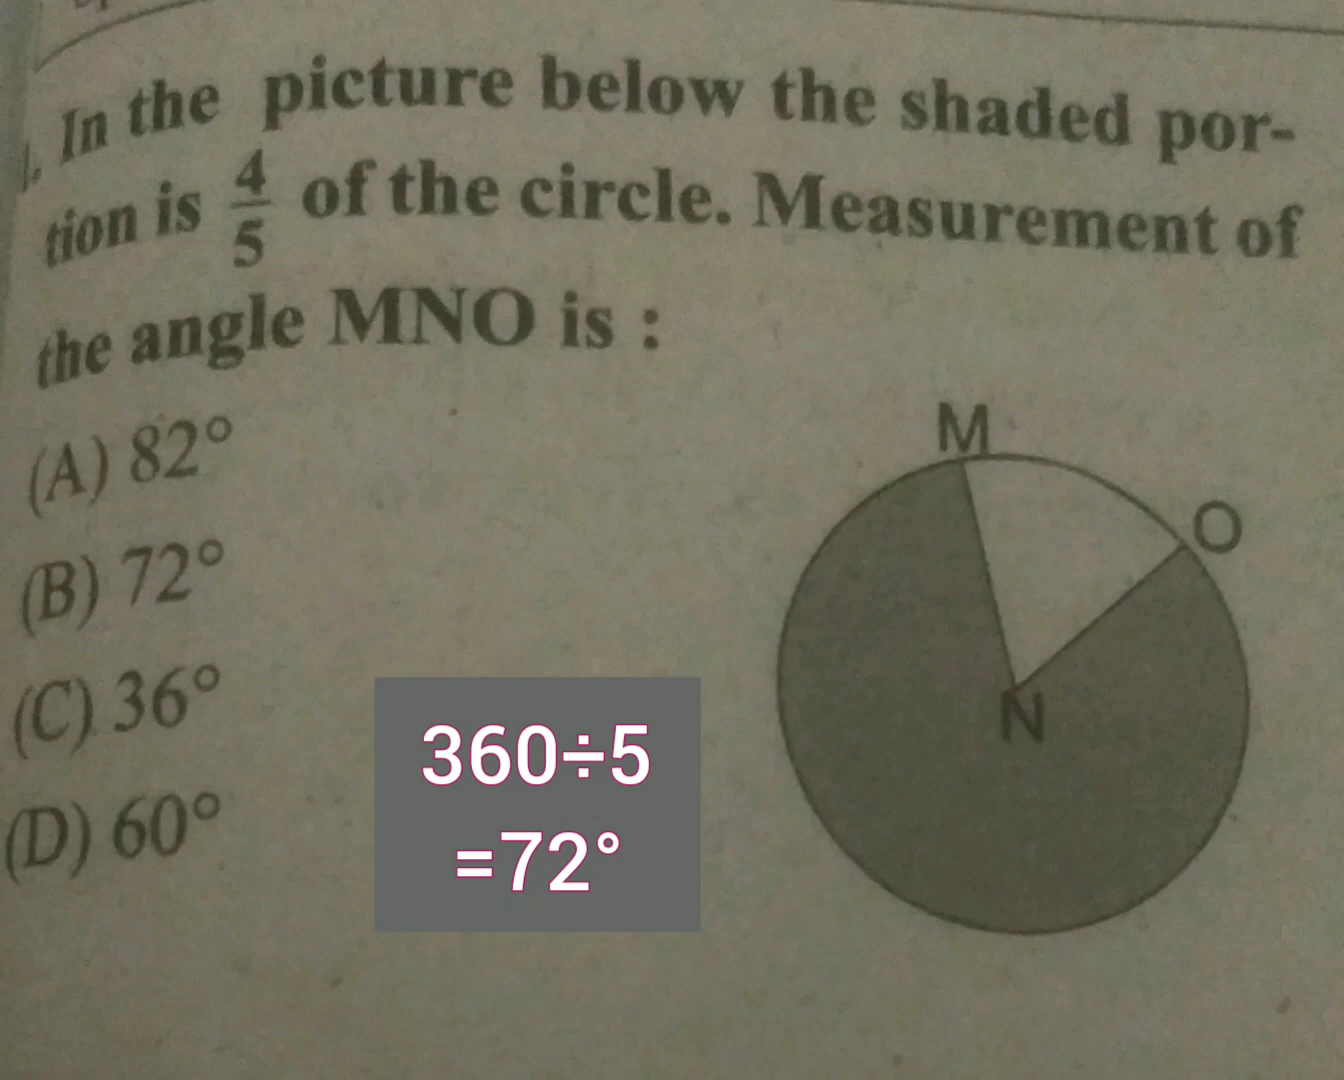 In the picture below the shaded por-
tion is 4/5 of the circle. Measurement of
the angle MNO is :
(A) 82°
(B) 72°
(C) 36°
(D) 60°
M
O
N
360÷5
=72°